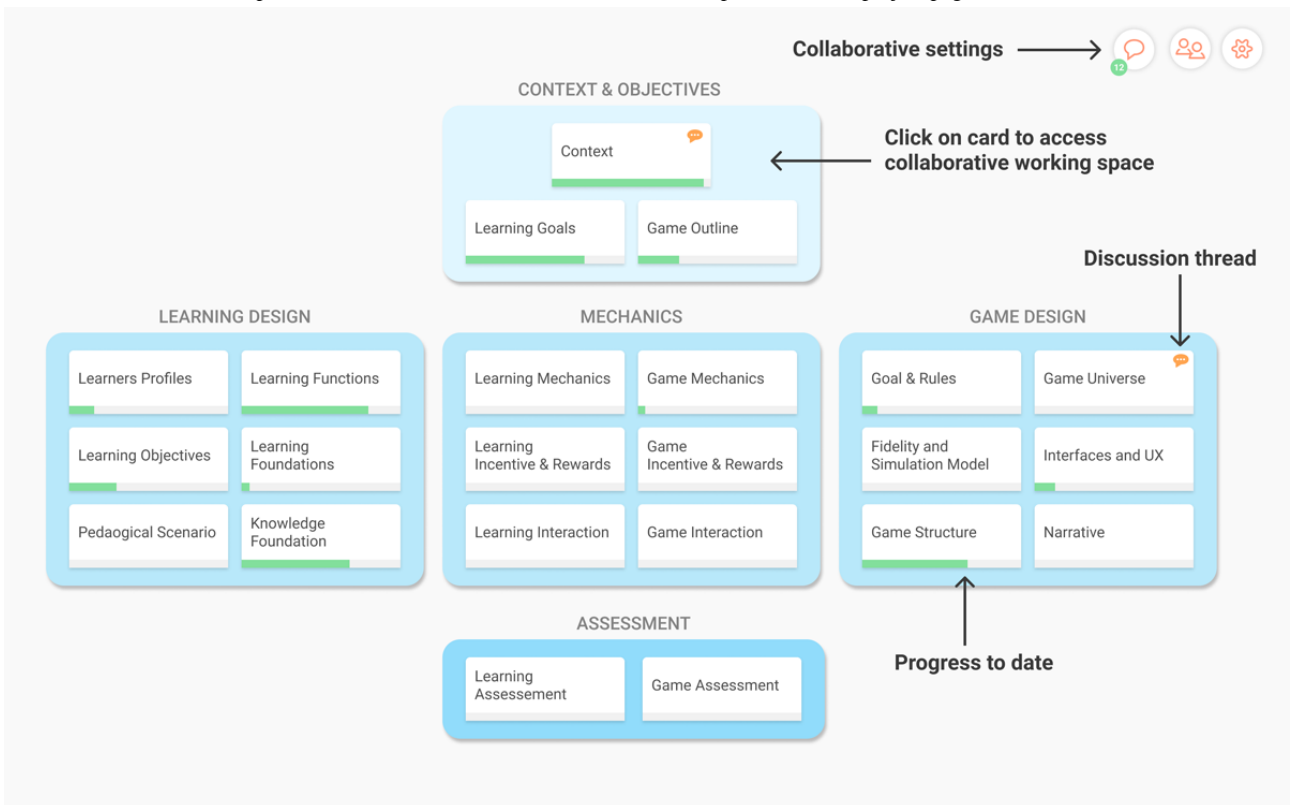 Collaborative settings
12
CONTEXT & OBJECTIVES
Context
Click on card to access
collaborative working space
Learning Goals
Game Outline
Discussion thread
LEARNING DESIGN
MECHANICS
GAME DESIGN
Learners Profiles
Learning Functions
Learning Objectives
Learning
Foundations
Pedaogical Scenario
Knowledge
Foundation
Learning Mechanics
Game Mechanics
Learning
Incentive & Rewards
Game
Incentive & Rewards
Learning Interaction
Game Interaction
Goal & Rules
Game Universe
Fidelity and
Simulation Model
Interfaces and UX
Game Structure
Narrative
Progress to date
ASSESSMENT
Learning
Assessement
Game Assessment